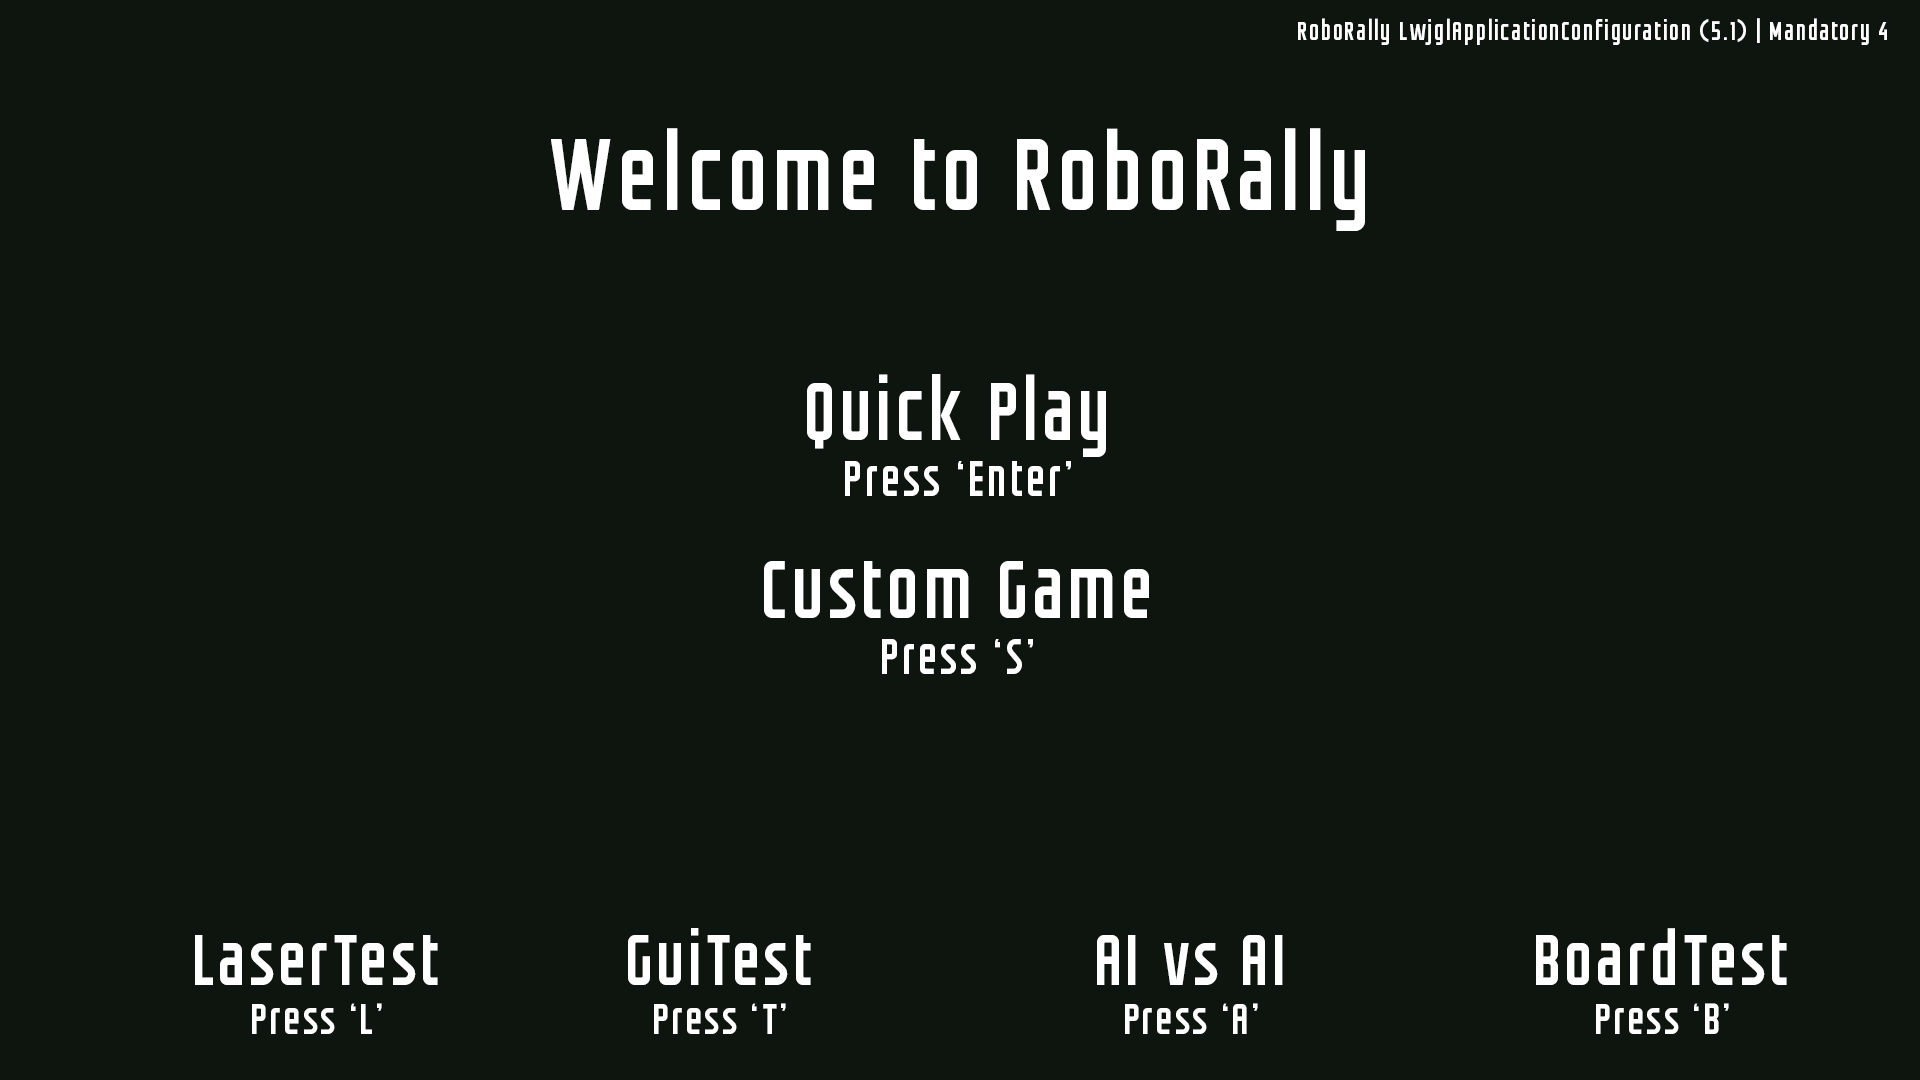 RoboRally LwjglApplicationConfiguration (5.1) | Mandatory 4
Welcome to RoboRally
Quick Play
Press ‘Enter’
Custom Game
Press ‘S’
LaserTest
Press ‘L’
GuiTest
Press ‘T’
AI vs AI
Press ‘A’
BoardTest
Press ‘B’